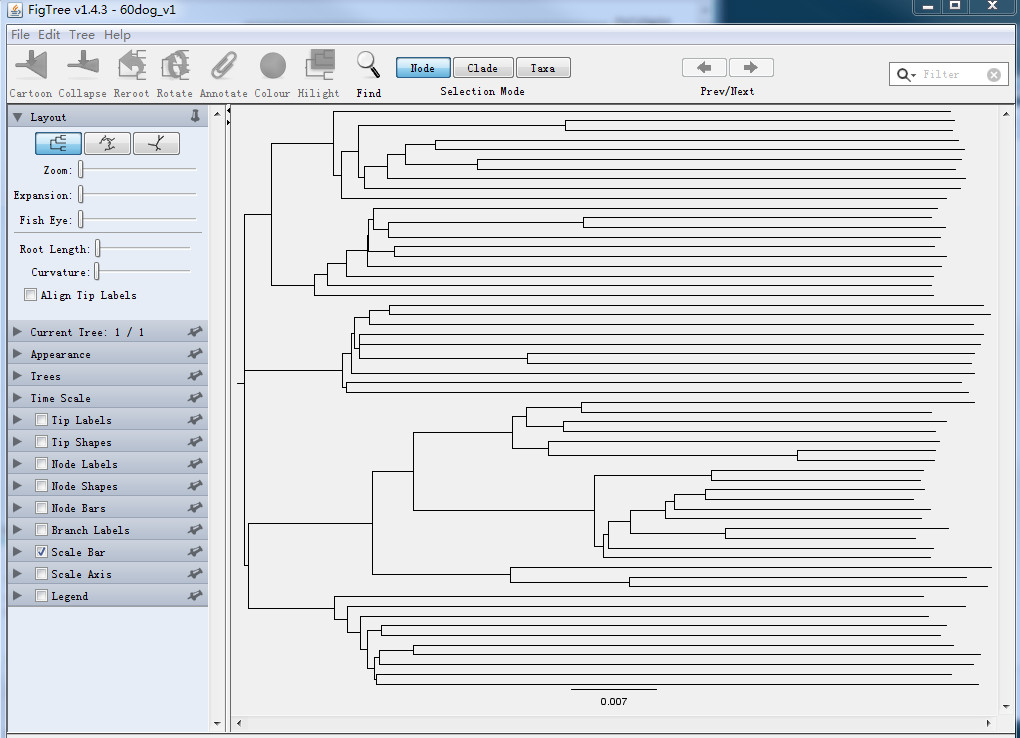 FigTree v1.4.3 - 60dog_v1
File Edit Tree Help
Cartoon Collapse Reroot Rotate Annotate Colour Hilight Find
Node Clade Taxa
Selection Mode
Prev/Next
Filter
Layout
Zoom:
Expansion:
Fish Eye:
Root Length:
Curvature:
Align Tip Labels
Current Tree: 1 / 1
Appearance
Trees
Time Scale
Tip Labels
Tip Shapes
Node Labels
Node Shapes
Node Bars
Branch Labels
Scale Bar
Scale Axis
Legend
0.007